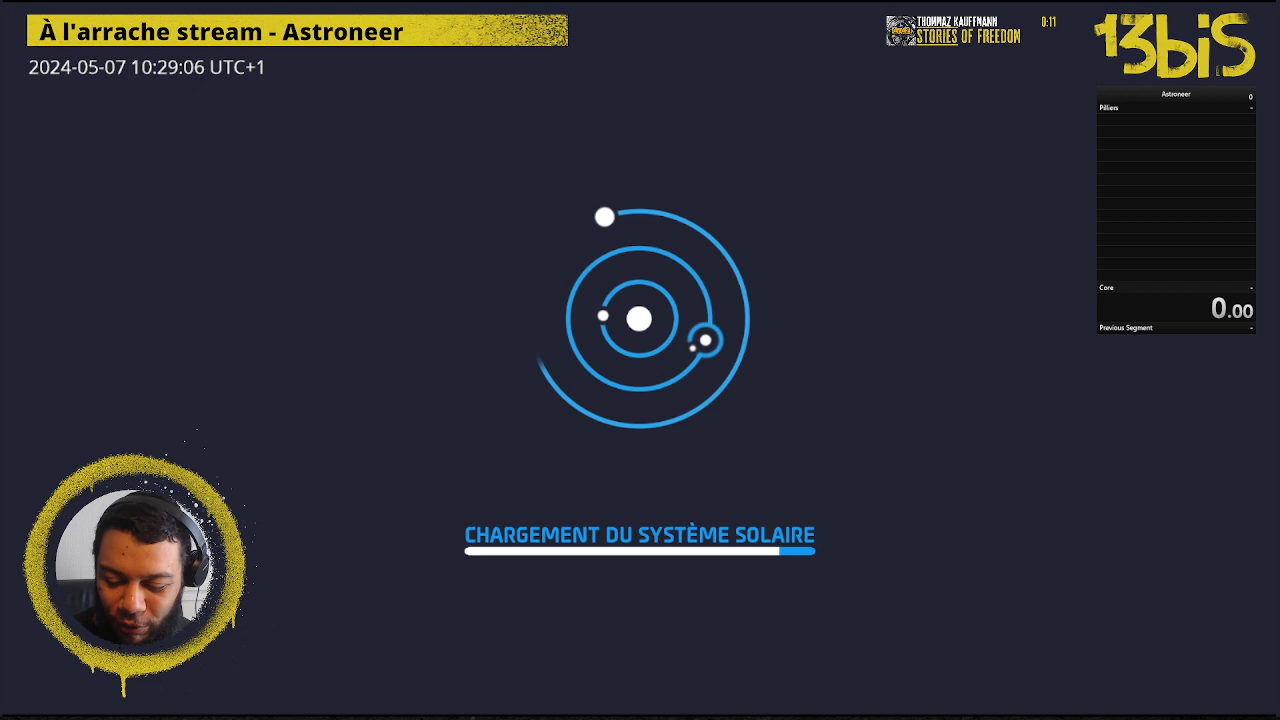 À l'arrache stream - Astroneer
2024-05-07 10:29:06 UTC+1
THOMMAZ KAUFFMANN
STORIES OF FREEDOM
0:11
13biS
Astroneer
0
Pilliers -
Core -
0.00
Previous Segment -
CHARGEMENT DU SYSTÈME SOLAIRE